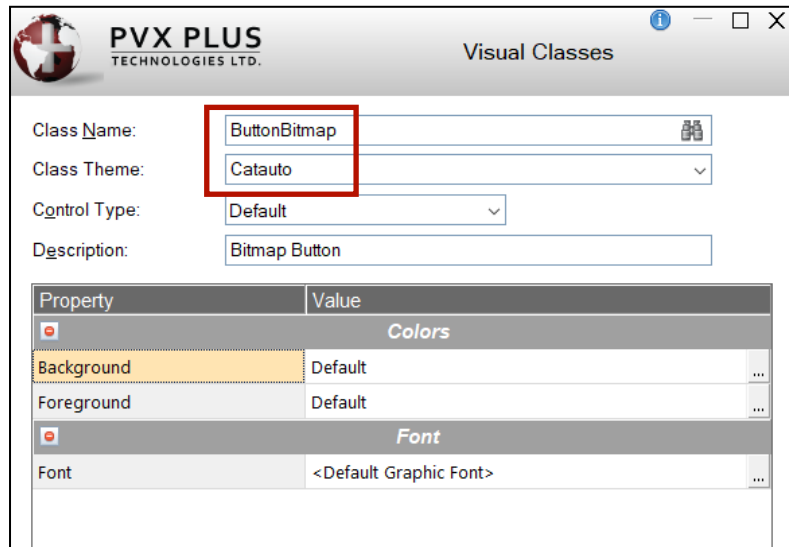 PVX PLUS
TECHNOLOGIES LTD.
Visual Classes
Class Name: ButtonBitmap
Class Theme: Catauto
Control Type: Default
Description: Bitmap Button
Property Value
Colors
Background Default ...
Foreground Default ...
Font
Font <Default Graphic Font> ...